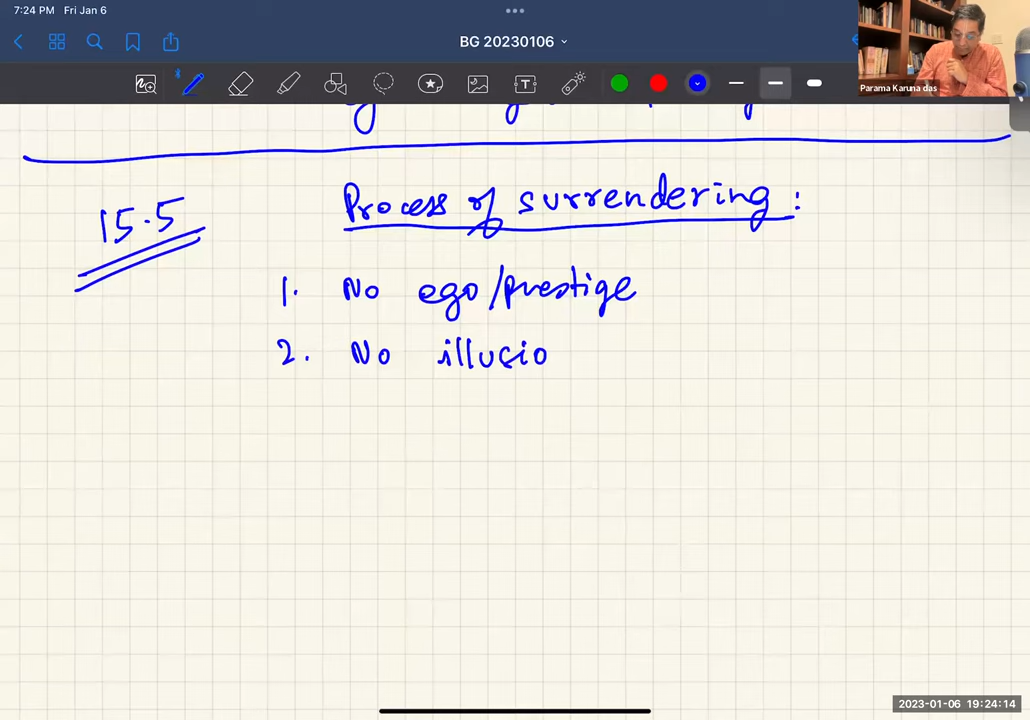 7:24 PM Fri Jan 6
BG 20230106
Parama Karuna das
15.5
Process of surrendering :
1. No ego/prestige
2. No illusio
2023-01-06 19:24:14